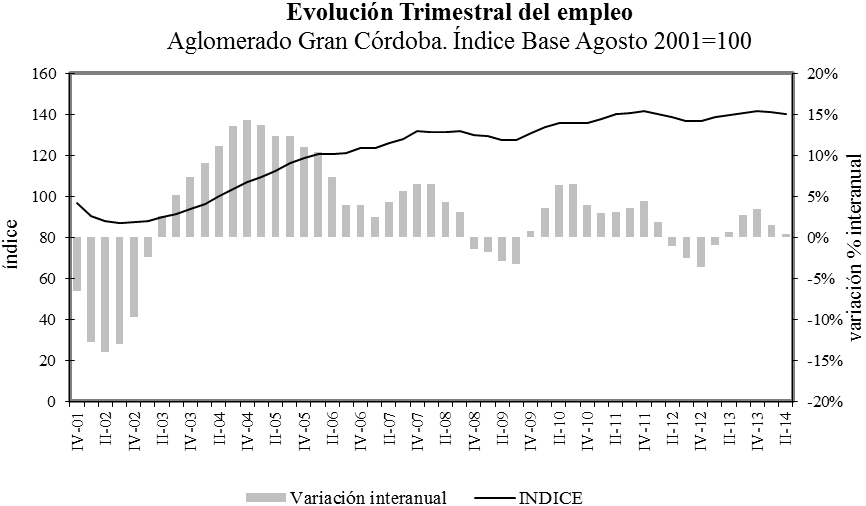 Evolución Trimestral del empleo
Aglomerado Gran Córdoba. Índice Base Agosto 2001=100
160
140
120
100
80
60
40
20
0
índice
20%
15%
10%
5%
0%
-5%
-10%
-15%
-20%
variación % interanual
IV-01
II-02
IV-02
II-03
IV-03
II-04
IV-04
II-05
IV-05
II-06
IV-06
II-07
IV-07
II-08
IV-08
II-09
IV-09
II-10
IV-10
II-11
IV-11
II-12
IV-12
II-13
IV-13
II-14
Variación interanual
INDICE